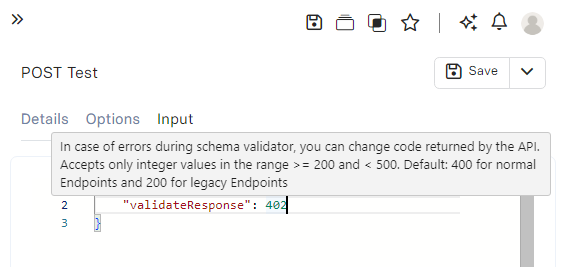 POST Test
Save
Details Options Input
In case of errors during schema validator, you can change code returned by the API.
Accepts only integer values in the range >= 200 and < 500. Default: 400 for normal
Endpoints and 200 for legacy Endpoints
2 "validateResponse": 402
3 }